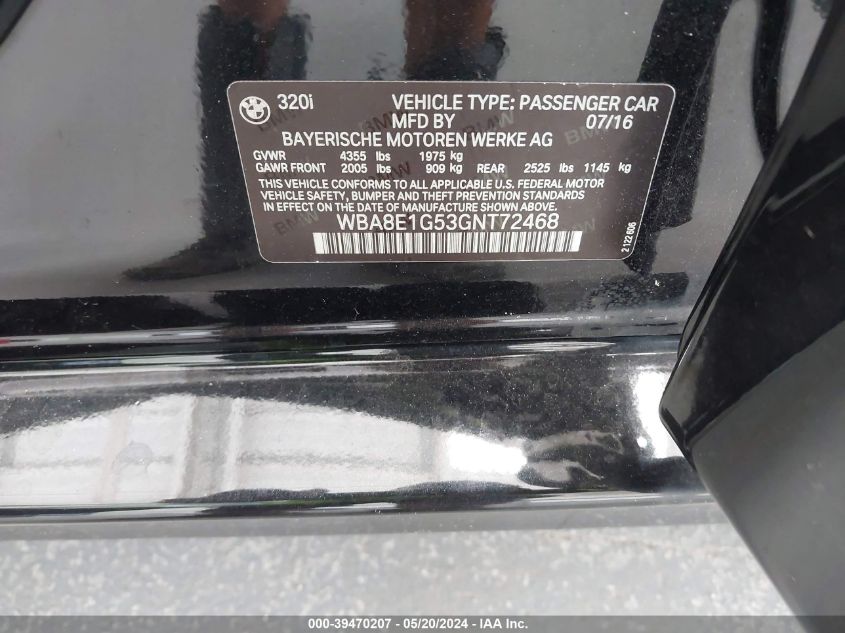 320i VEHICLE TYPE: PASSENGER CAR
MFD BY 07/16
BAYERISCHE MOTOREN WERKE AG
GVWR 4355 lbs 1975 kg
GAWR FRONT 2005 lbs 909 kg REAR 2525 lbs 1145 kg
THIS VEHICLE CONFORMS TO ALL APPLICABLE U.S. FEDERAL MOTOR
VEHICLE SAFETY, BUMPER AND THEFT PREVENTION STANDARDS
IN EFFECT ON THE DATE OF MANUFACTURE SHOWN ABOVE.
WBA8E1G53GNT72468
2 122 606
000-39470207 - 05/20/2024 - IAA Inc.